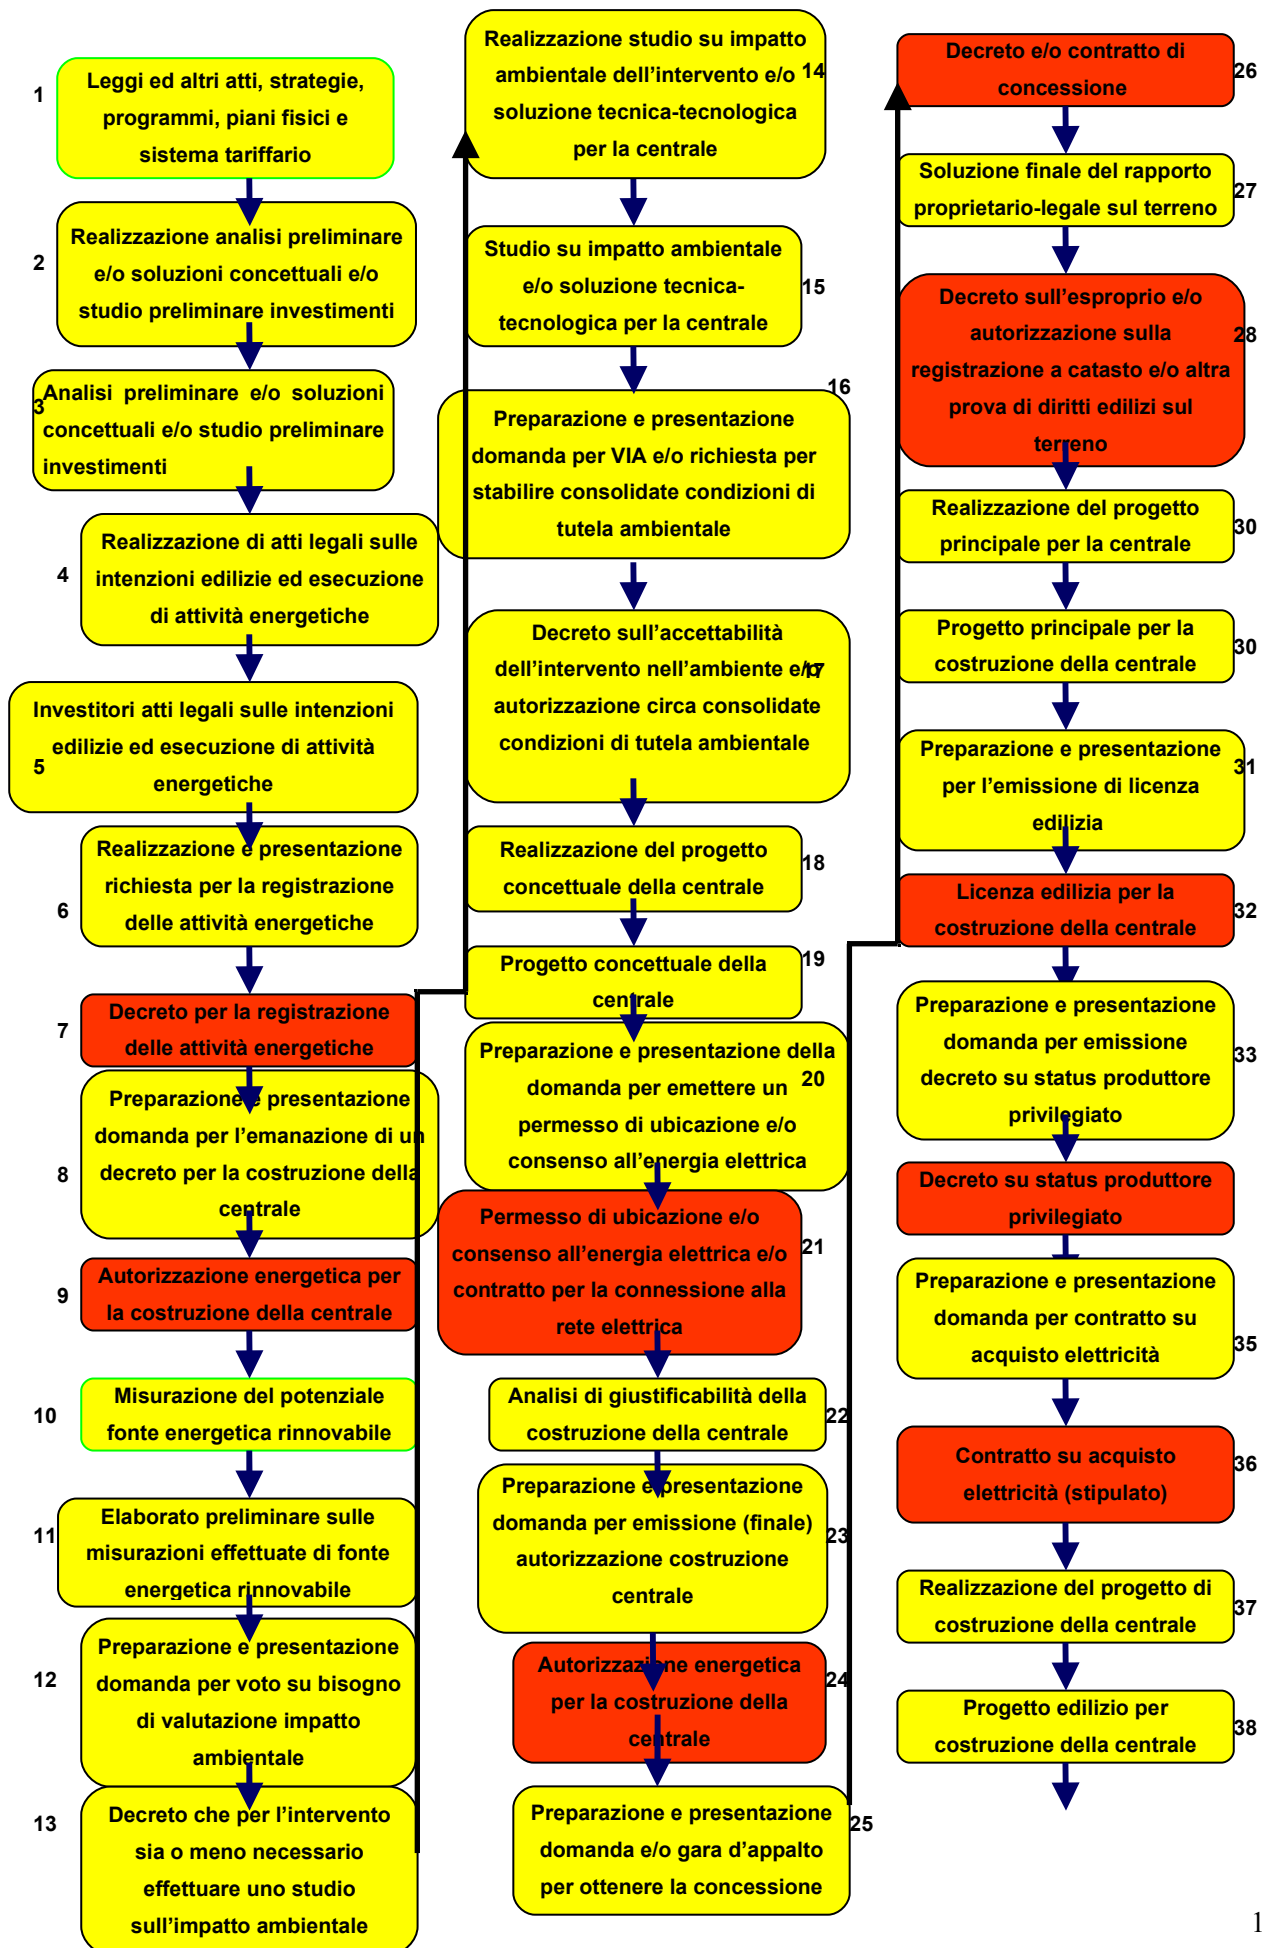 1
Leggi ed altri atti, strategie,
programmi, piani fisici e
sistema tariffario
2
Realizzazione analisi preliminare
e/o soluzioni concettuali e/o
studio preliminare investimenti
3
Analisi preliminare e/o soluzioni
concettuali e/o studio preliminare
investimenti
4
Realizzazione di atti legali sulle
intenzioni edilizie ed esecuzione
di attività energetiche
5
Investitori atti legali sulle intenzioni
edilizie ed esecuzione di attività
energetiche
6
Realizzazione e presentazione
richiesta per la registrazione
delle attività energetiche
7
Decreto per la registrazione
delle attività energetiche
8
Preparazione e presentazione
domanda per l'emanazione di un
decreto per la costruzione della
centrale
9
Autorizzazione energetica per
la costruzione della centrale
10
Misurazione del potenziale
fonte energetica rinnovabile
11
Elaborato preliminare sulle
misurazioni effettuate di fonte
energetica rinnovabile
12
Preparazione e presentazione
domanda per voto su bisogno
di valutazione impatto
ambientale
13
Decreto che per l'intervento
sia o meno necessario
effettuare uno studio
sull'impatto ambientale
Realizzazione studio su impatto
ambientale dell'intervento e/o
soluzione tecnica-tecnologica
per la centrale
14
Studio su impatto ambientale
e/o soluzione tecnica-
tecnologica per la centrale
15
16
Preparazione e presentazione
domanda per VIA e/o richiesta per
stabilire consolidate condizioni di
tutela ambientale
Decreto sull'accettabilità
dell'intervento nell'ambiente e/o
autorizzazione circa consolidate
condizioni di tutela ambientale
17
Realizzazione del progetto
concettuale della centrale
18
Progetto concettuale della
centrale
19
Preparazione e presentazione della
domanda per emettere un
permesso di ubicazione e/o
consenso all'energia elettrica
20
Permesso di ubicazione e/o
consenso all'energia elettrica e/o
contratto per la connessione alla
rete elettrica
21
Analisi di giustificabilità della
costruzione della centrale
22
Preparazione e presentazione
domanda per emissione (finale)
autorizzazione costruzione
centrale
23
Autorizzazione energetica
per la costruzione della
centrale
24
Preparazione e presentazione
domanda e/o gara d'appalto
per ottenere la concessione
25
Decreto e/o contratto di
concessione
26
Soluzione finale del rapporto
proprietario-legale sul terreno
27
Decreto sull'esproprio e/o
autorizzazione sulla
registrazione a catasto e/o altra
prova di diritti edilizi sul
terreno
28
Realizzazione del progetto
principale per la centrale
30
Progetto principale per la
costruzione della centrale
30
Preparazione e presentazione
per l'emissione di licenza
edilizia
31
Licenza edilizia per la
costruzione della centrale
32
Preparazione e presentazione
domanda per emissione
decreto su status produttore
privilegiato
33
Decreto su status produttore
privilegiato
Preparazione e presentazione
domanda per contratto su
acquisto elettricità
35
Contratto su acquisto
elettricità (stipulato)
36
Realizzazione del progetto di
costruzione della centrale
37
Progetto edilizio per
costruzione della centrale
38
1